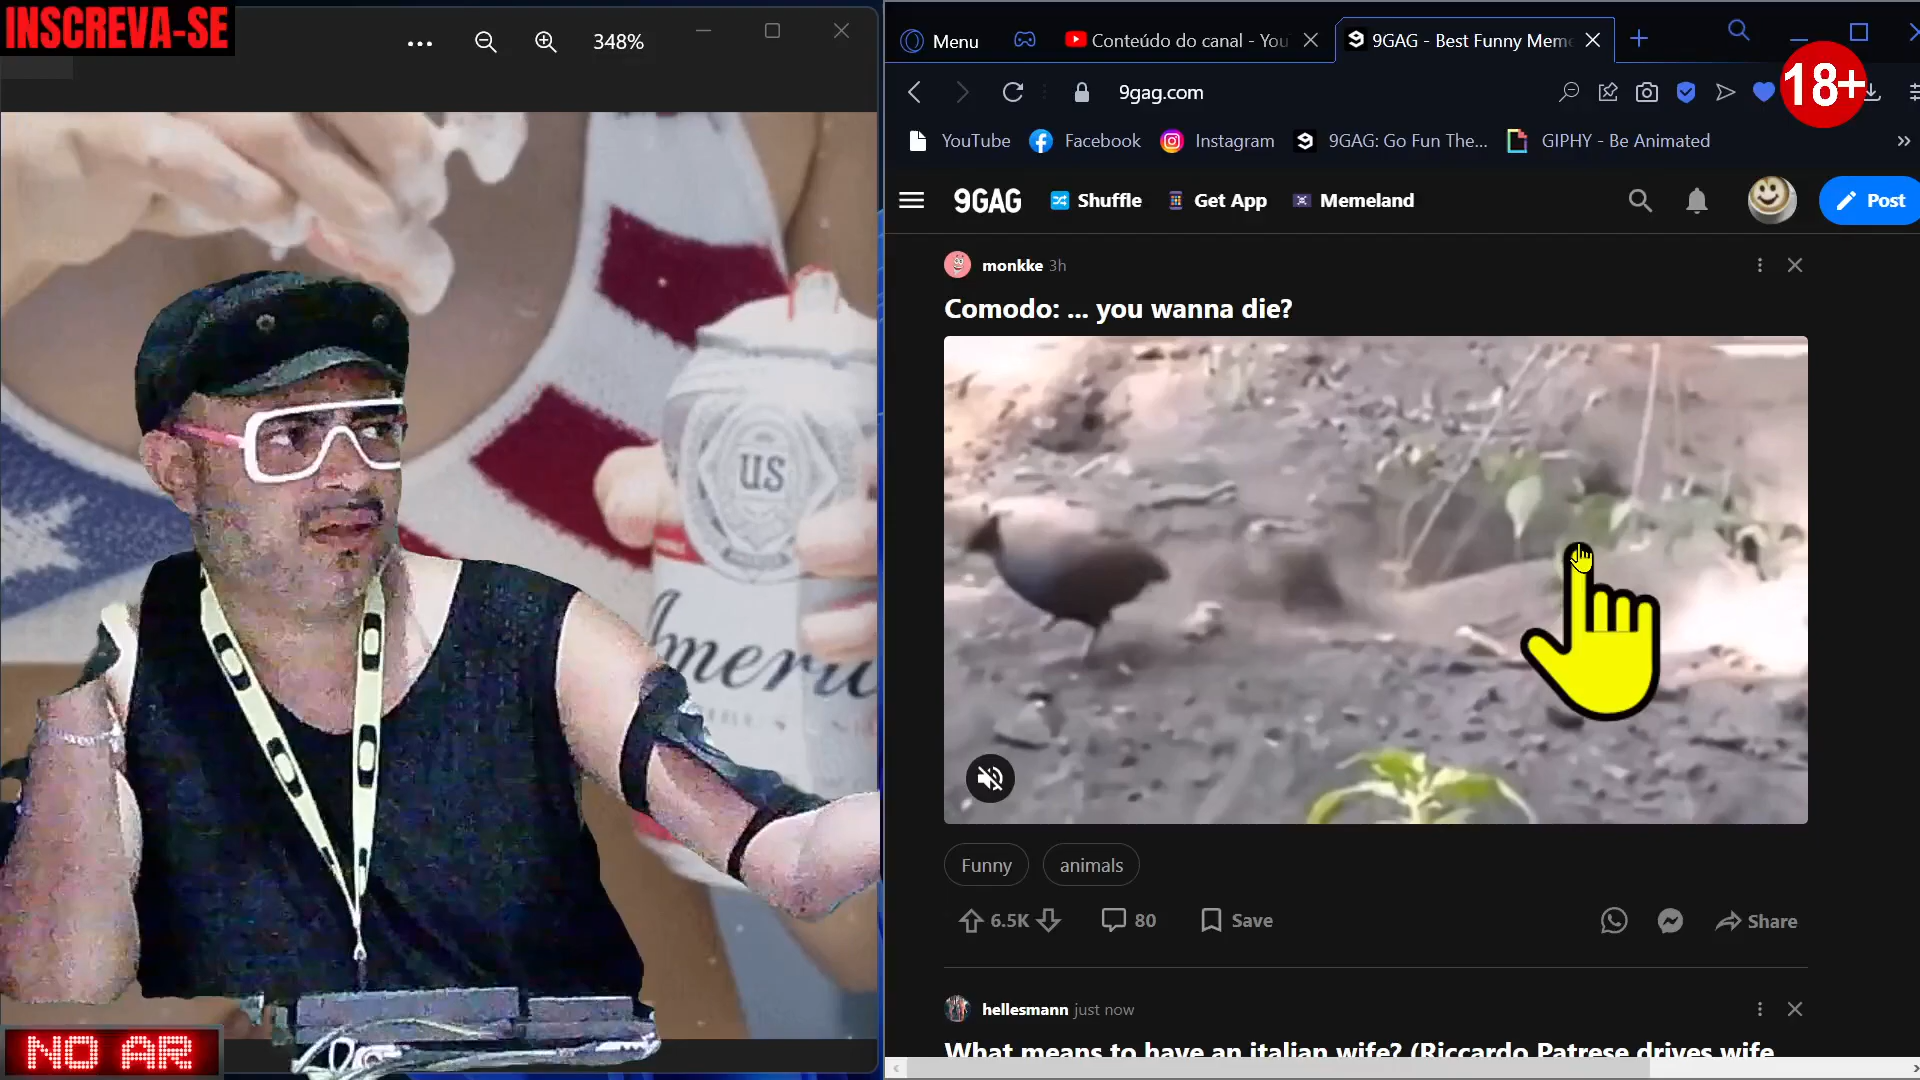 INSCREVA-SE
348%
US
Ameri
NO AR
Menu
Conteúdo do canal - You
9GAG - Best Funny Meme
18+
9gag.com
YouTube
Facebook
Instagram
9GAG: Go Fun The...
GIPHY - Be Animated
9GAG
Shuffle
Get App
Memeland
Post
monkke 3h
Comodo: ... you wanna die?
Funny
animals
6.5K
80
Save
Share
hellesmann just now
What means to have an italian wife? (Riccardo Patrese drives wife